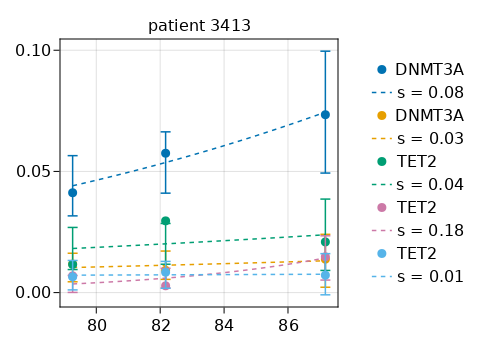 patient 3413
0.10
0.05
0.00
80
82
84
86
DNMT3A
s = 0.08
DNMT3A
s = 0.03
TET2
s = 0.04
TET2
s = 0.18
TET2
s = 0.01